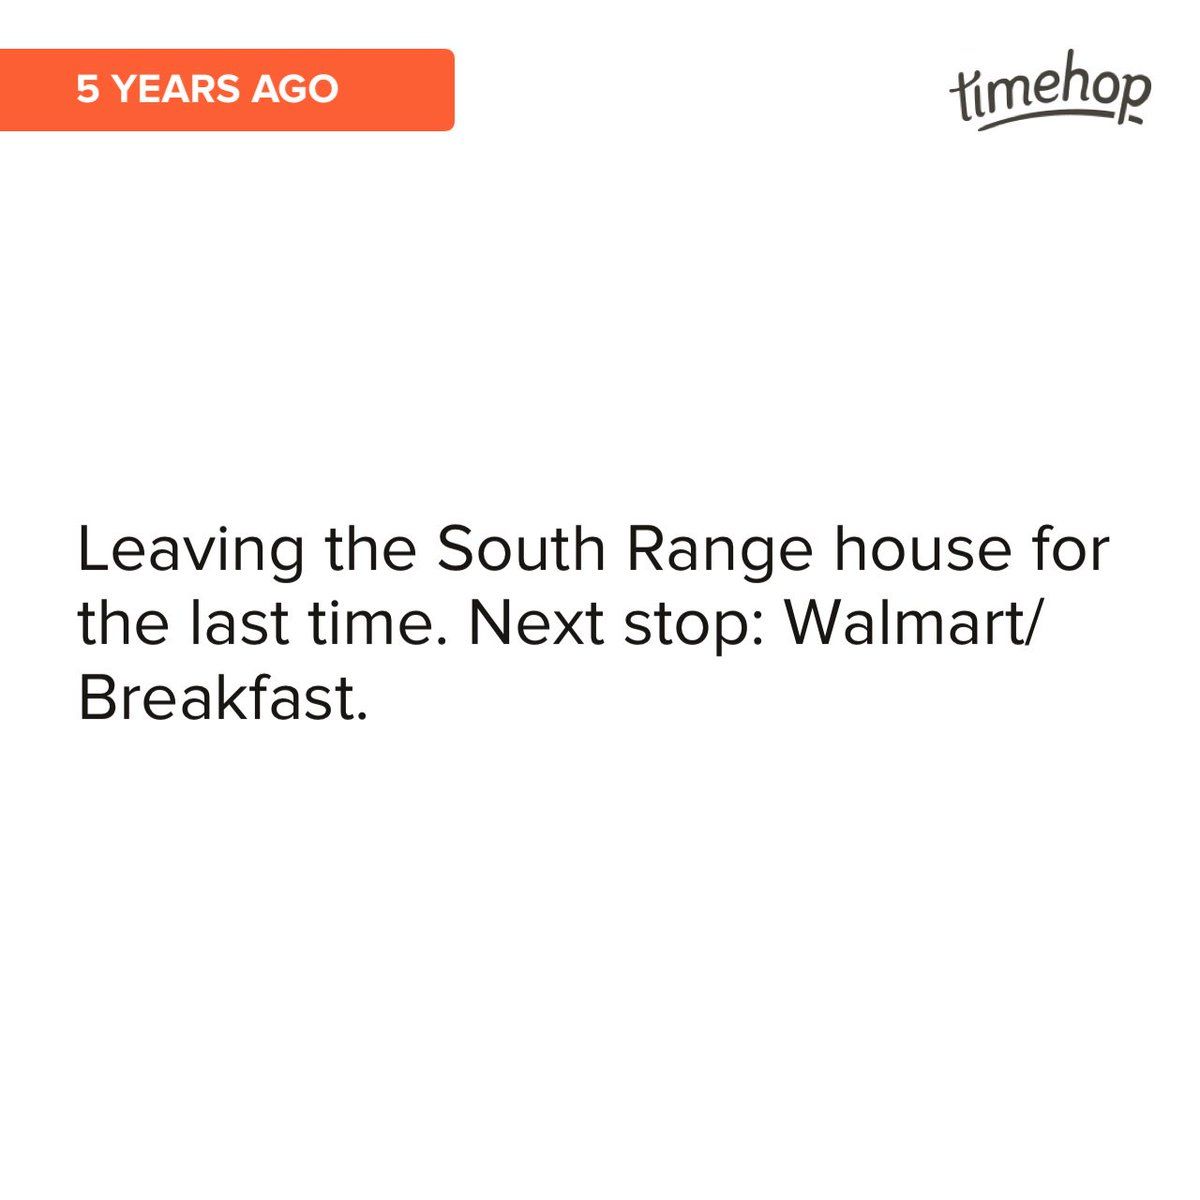 5 YEARS AGO
timehop
Leaving the South Range house for
the last time. Next stop: Walmart/
Breakfast.